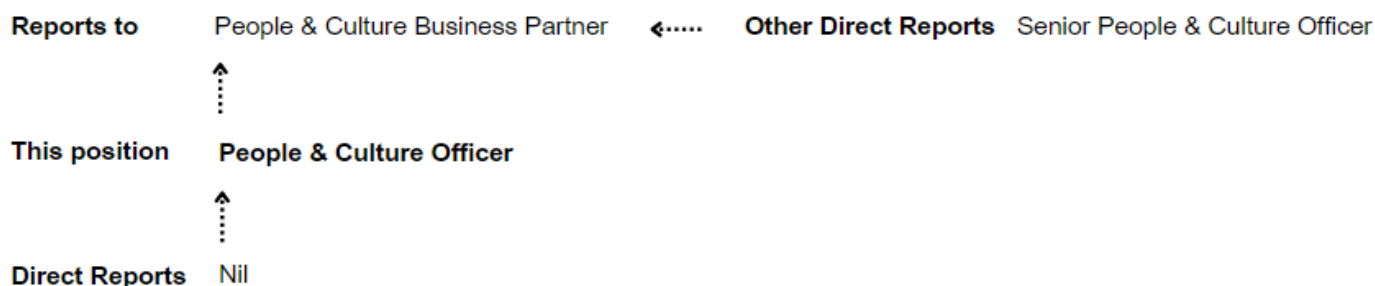 Reports to People & Culture Business Partner Other Direct Reports Senior People & Culture Officer
This position People & Culture Officer
Direct Reports Nil